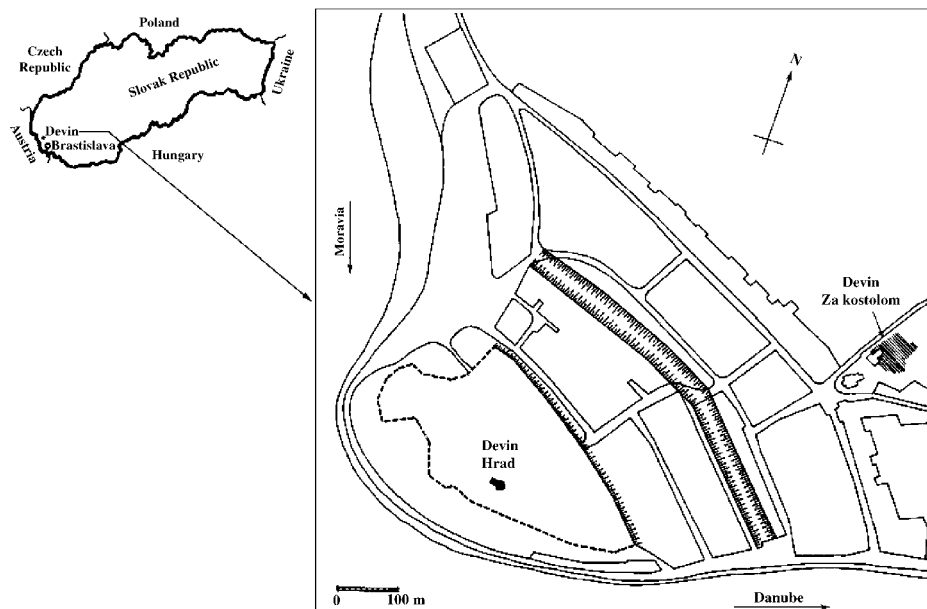 Poland
Czech
Republic
Slovak Republic
Ukraine
Austria
Devin
Brastislava
Hungary
N
Moravia
Devin
Za kostolom
Devin
Hrad
0 100 m
Danube